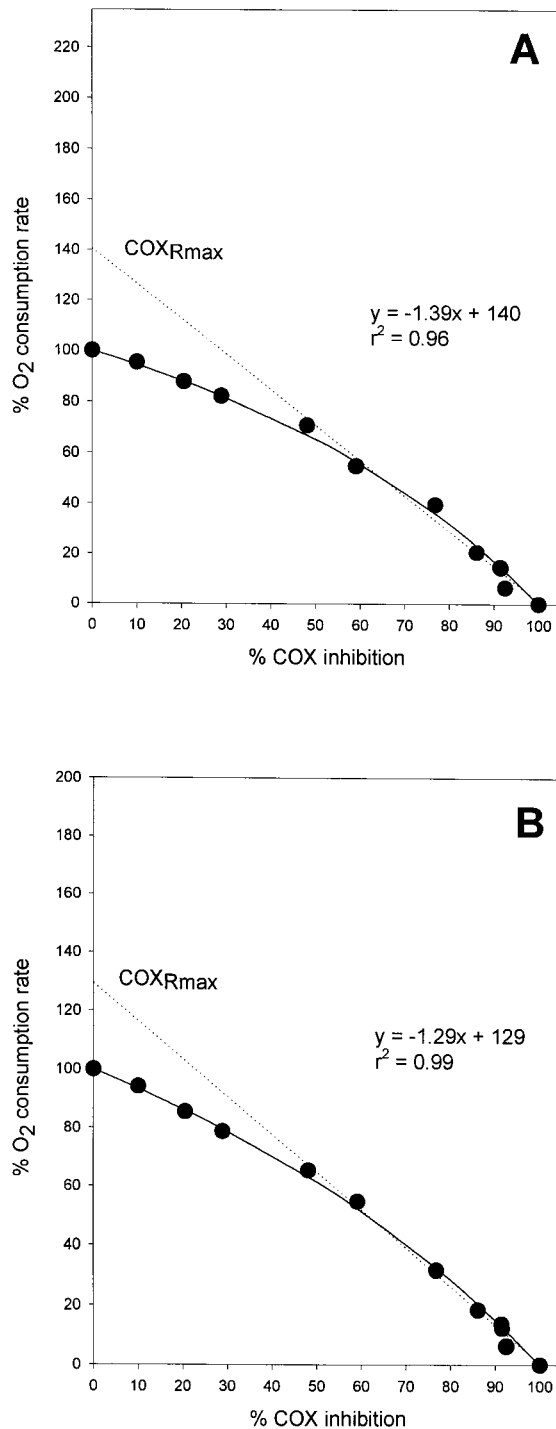 A
220
200
180
160
140
120
100
80
60
40
20
0
% O2 consumption rate
COXRmax
y = -1.39x + 140
r2 = 0.96
0 10 20 30 40 50 60 70 80 90 100
% COX inhibition
B
200
180
160
140
120
100
80
60
40
20
0
% O2 consumption rate
COXRmax
y = -1.29x + 129
r2 = 0.99
0 10 20 30 40 50 60 70 80 90 100
% COX inhibition